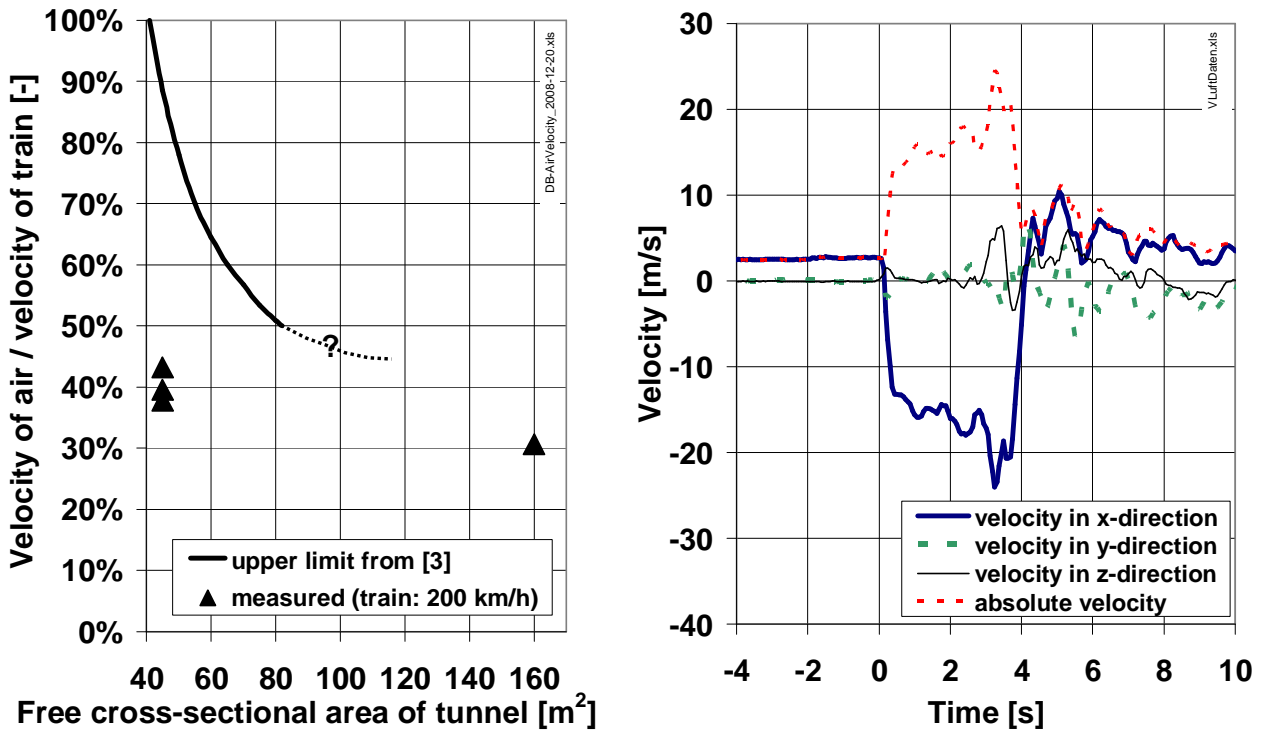 Velocity of air / velocity of train [-]
100%
90%
80%
70%
60%
50%
40%
30%
20%
10%
0%
DB-AirVelocity_2008-12-20.xls
?
upper limit from [3]
measured (train: 200 km/h)
40 60 80 100 120 140 160
Free cross-sectional area of tunnel [m²]
Velocity [m/s]
30
20
10
0
-10
-20
-30
-40
VLuftDaten.xls
velocity in x-direction
velocity in y-direction
velocity in z-direction
absolute velocity
-4 -2 0 2 4 6 8 10
Time [s]